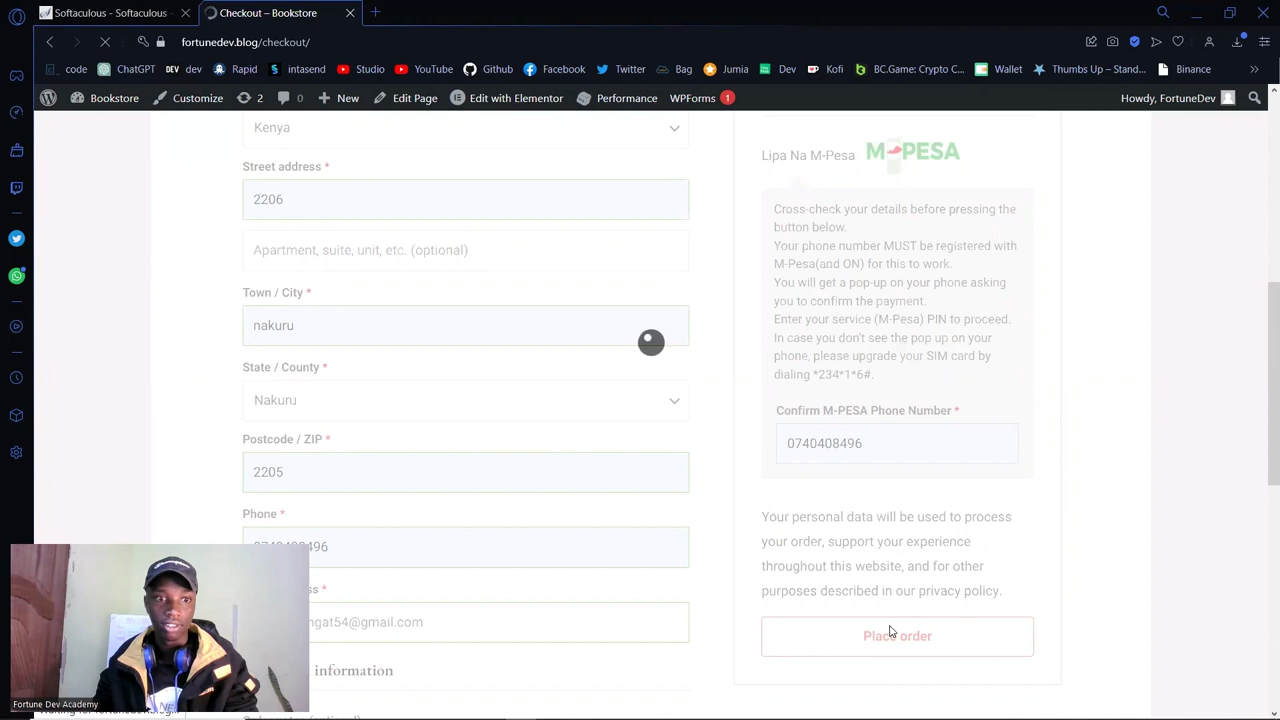 Softaculous - Softaculous -
Checkout – Bookstore
fortunedev.blog/checkout/
code
ChatGPT
DEV dev
Rapid
intasend
Studio
YouTube
Github
Facebook
Twitter
Bag
Jumia
Dev
Kofi
BC.Game: Crypto C...
Wallet
Thumbs Up – Stand...
Binance
Bookstore
Customize
2
0
New
Edit Page
Edit with Elementor
Performance
WPForms 1
Howdy, FortuneDev
Kenya
Street address *
2206
Apartment, suite, unit, etc. (optional)
Town / City *
nakuru
State / County *
Nakuru
Postcode / ZIP *
2205
Phone *
496
ss *
ngat54@gmail.com
information
Lipa Na M-Pesa M-PESA
Cross-check your details before pressing the
button below.
Your phone number MUST be registered with
M-Pesa(and ON) for this to work.
You will get a pop-up on your phone asking
you to confirm the payment.
Enter your service (M-Pesa) PIN to proceed.
In case you don't see the pop up on your
phone, please upgrade your SIM card by
dialing *234*1*6#.
Confirm M-PESA Phone Number *
0740408496
Your personal data will be used to process
your order, support your experience
throughout this website, and for other
purposes described in our privacy policy.
Place order
Fortune Dev Academy